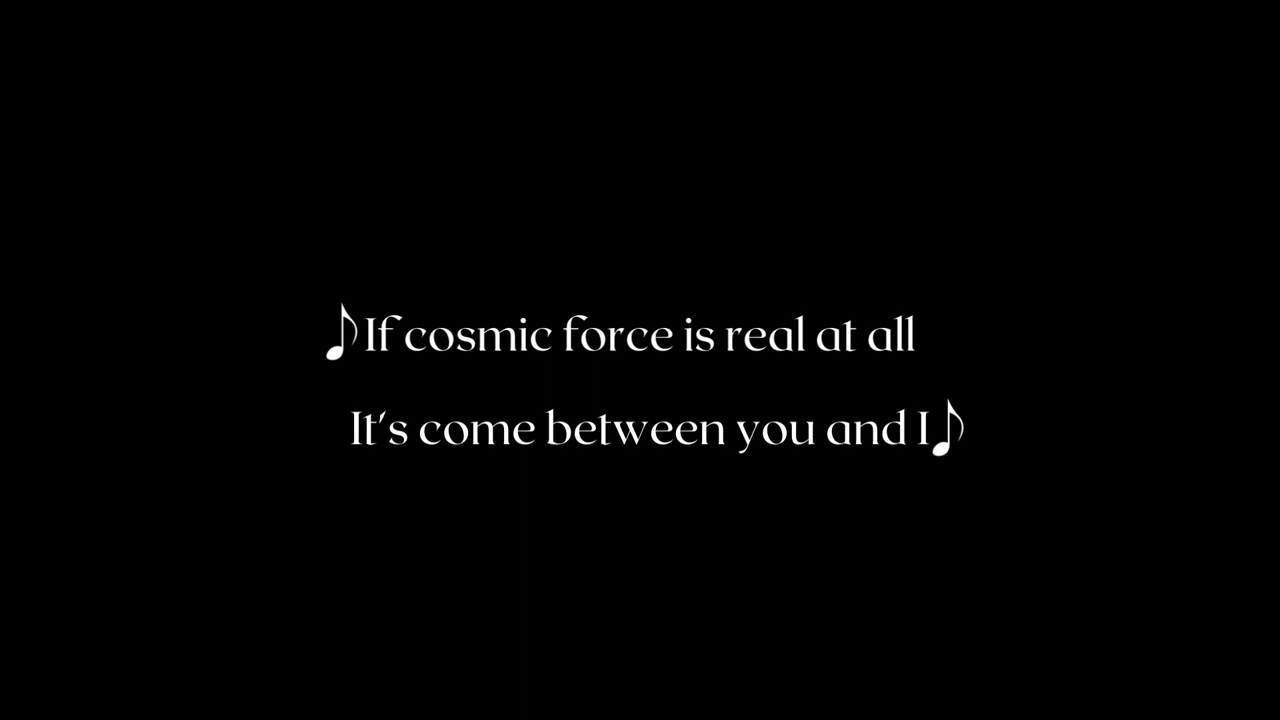 ♪If cosmic force is real at all
It's come between you and I♪